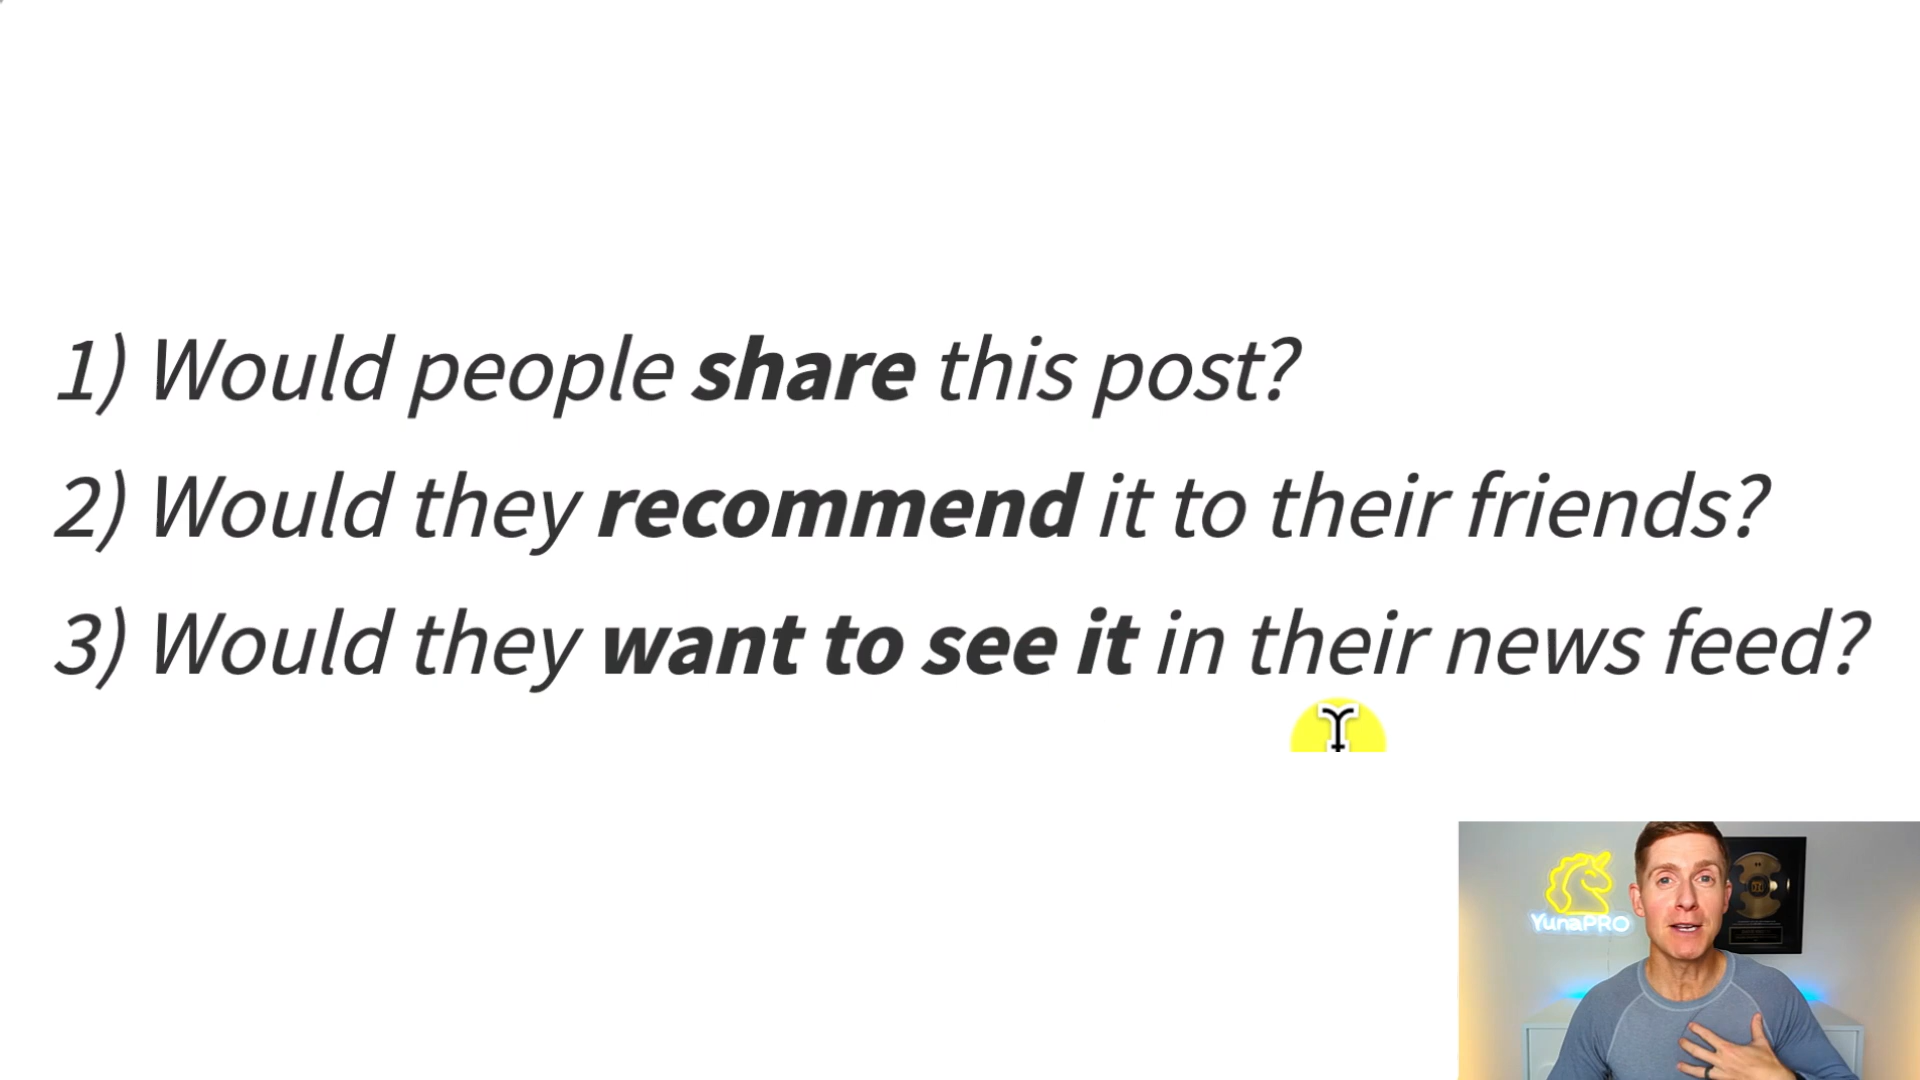 1) Would people share this post?
2) Would they recommend it to their friends?
3) Would they want to see it in their news feed?
YunaPRO